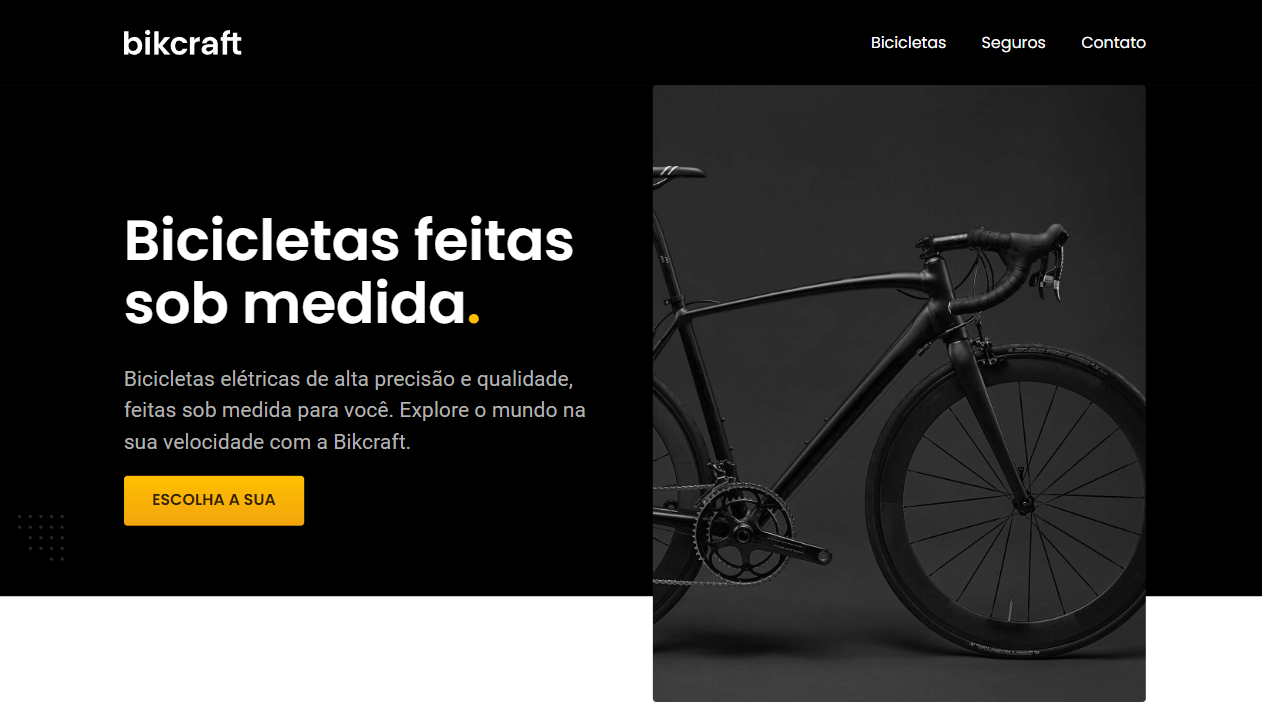 bikcraft
Bicicletas
Seguros
Contato
Bicicletas feitas
sob medida.
Bicicletas elétricas de alta precisão e qualidade,
feitas sob medida para você. Explore o mundo na
sua velocidade com a Bikcraft.
ESCOLHA A SUA